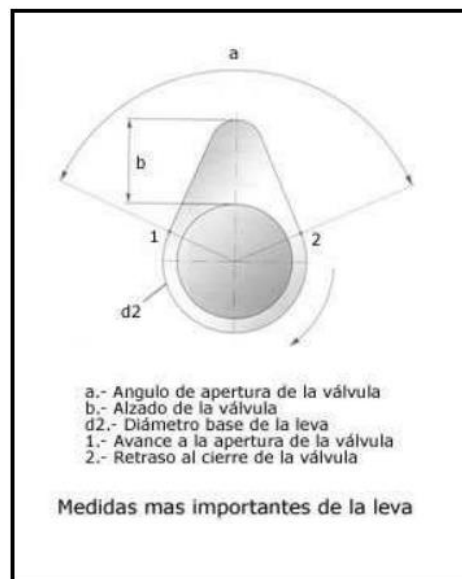 a
b
1
2
d2
a.- Angulo de apertura de la válvula
b.- Alzado de la válvula
d2.- Diámetro base de la leva
1.- Avance a la apertura de la válvula
2.- Retraso al cierre de la válvula
Medidas mas importantes de la leva